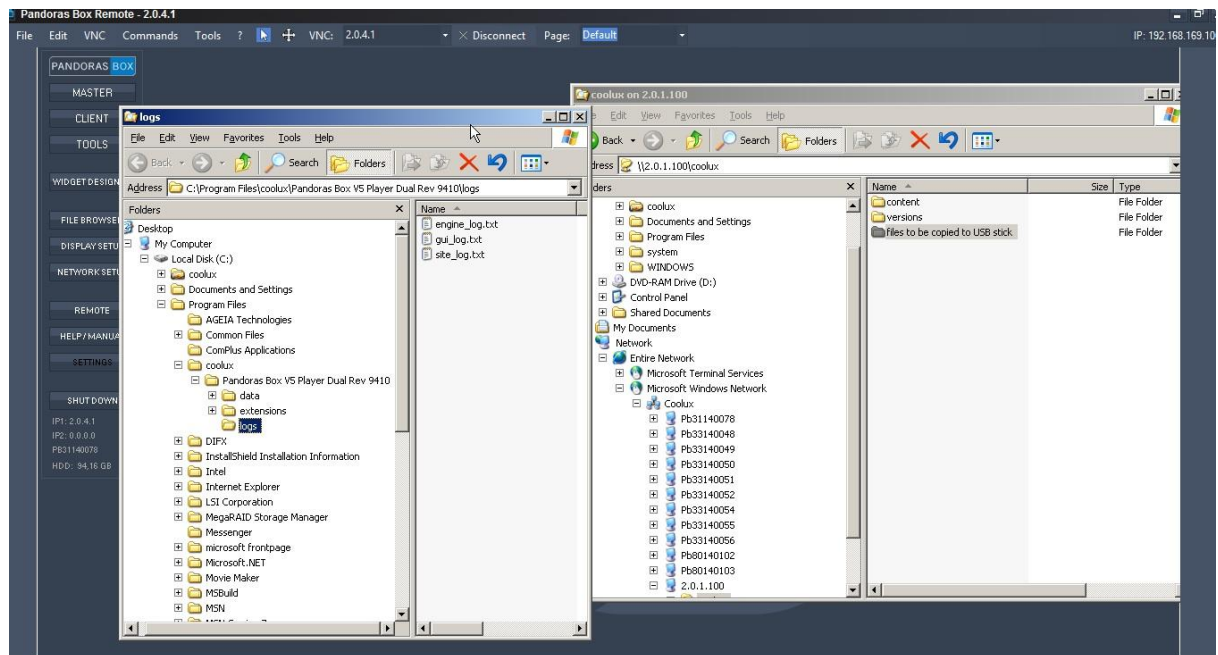 Pandoras Box Remote - 2.0.4.1
File Edit VNC Commands Tools ? VNC: 2.0.4.1 Disconnect Page: Default IP: 192.168.169.10
PANDORAS BOX
MASTER
CLIENT
TOOLS
WIDGET DESIGN
FILE BROWSE
DISPLAY SETU
NETWORK SETU
REMOTE
HELP / MANUA
SETTINGS
SHUT DOWN
IP1: 2.0.4.1
IP2: 0.0.0.0
PB31140078
HDD: 94,16 GB
logs
File Edit View Favorites Tools Help
Back Search Folders
Address C:\Program Files\coolux\Pandoras Box V5 Player Dual Rev 9410\logs
Folders
Desktop
My Computer
Local Disk (C:)
coolux
Documents and Settings
Program Files
AGEIA Technologies
Common Files
ComPlus Applications
coolux
Pandoras Box V5 Player Dual Rev 9410
data
extensions
logs
DIFX
InstallShield Installation Information
Intel
Internet Explorer
LSI Corporation
MegaRAID Storage Manager
Messenger
microsoft frontpage
Microsoft.NET
Movie Maker
MSBuild
MSN
Name
engine_log.txt
gui_log.txt
site_log.txt
coolux on 2.0.1.100
Edit View Favorites Tools Help
Back Search Folders
dress \\2.0.1.100\coolux
ders
coolux
Documents and Settings
Program Files
system
WINDOWS
DVD-RAM Drive (D:)
Control Panel
Shared Documents
My Documents
Network
Entire Network
Microsoft Terminal Services
Microsoft Windows Network
Coolux
Pb31140078
Pb33140048
Pb33140049
Pb33140050
Pb33140051
Pb33140052
Pb33140054
Pb33140055
Pb33140056
Pb80140102
Pb80140103
2.0.1.100
Name Size Type
content File Folder
versions File Folder
files to be copied to USB stick File Folder